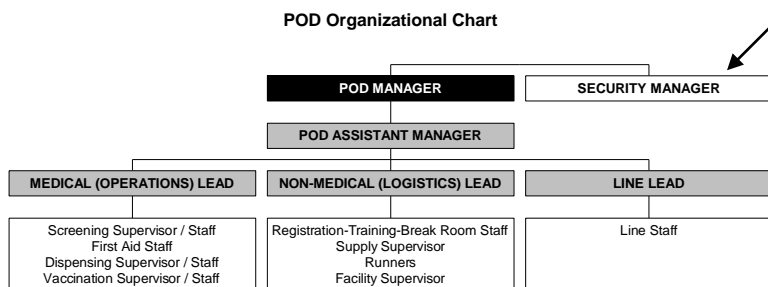 POD Organizational Chart
POD MANAGER
SECURITY MANAGER
POD ASSISTANT MANAGER
MEDICAL (OPERATIONS) LEAD
NON-MEDICAL (LOGISTICS) LEAD
LINE LEAD
Screening Supervisor / Staff
First Aid Staff
Dispensing Supervisor / Staff
Vaccination Supervisor / Staff
Registration-Training-Break Room Staff
Supply Supervisor
Runners
Facility Supervisor
Line Staff